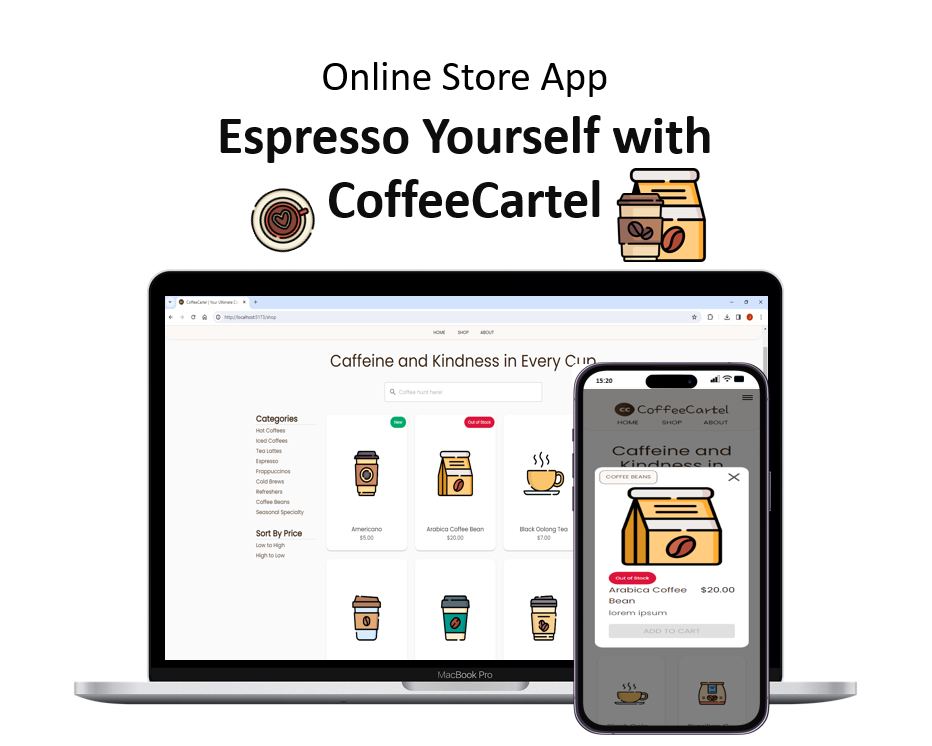 Online Store App
Espresso Yourself with
CoffeeCartel
CoffeeCartel | Your Ultimate C
http://localhost:5173/shop
HOME SHOP ABOUT
Caffeine and Kindness in Every Cup
Coffee hunt here!
Categories
Hot Coffees
Iced Coffees
Tea Lattes
Espresso
Frappuccinos
Cold Brews
Refreshers
Coffee Beans
Seasonal Specialty
Sort By Price
Low to High
High to Low
New
Out of Stock
Americano
$5.00
Arabica Coffee Bean
$20.00
Black Oolong Tea
$7.00
MacBook Pro
15:20
CC CoffeeCartel
HOME SHOP ABOUT
Caffeine and
Kindness in
COFFEE BEANS
Out of Stock
Arabica Coffee $20.00
Bean
lorem ipsum
ADD TO CART